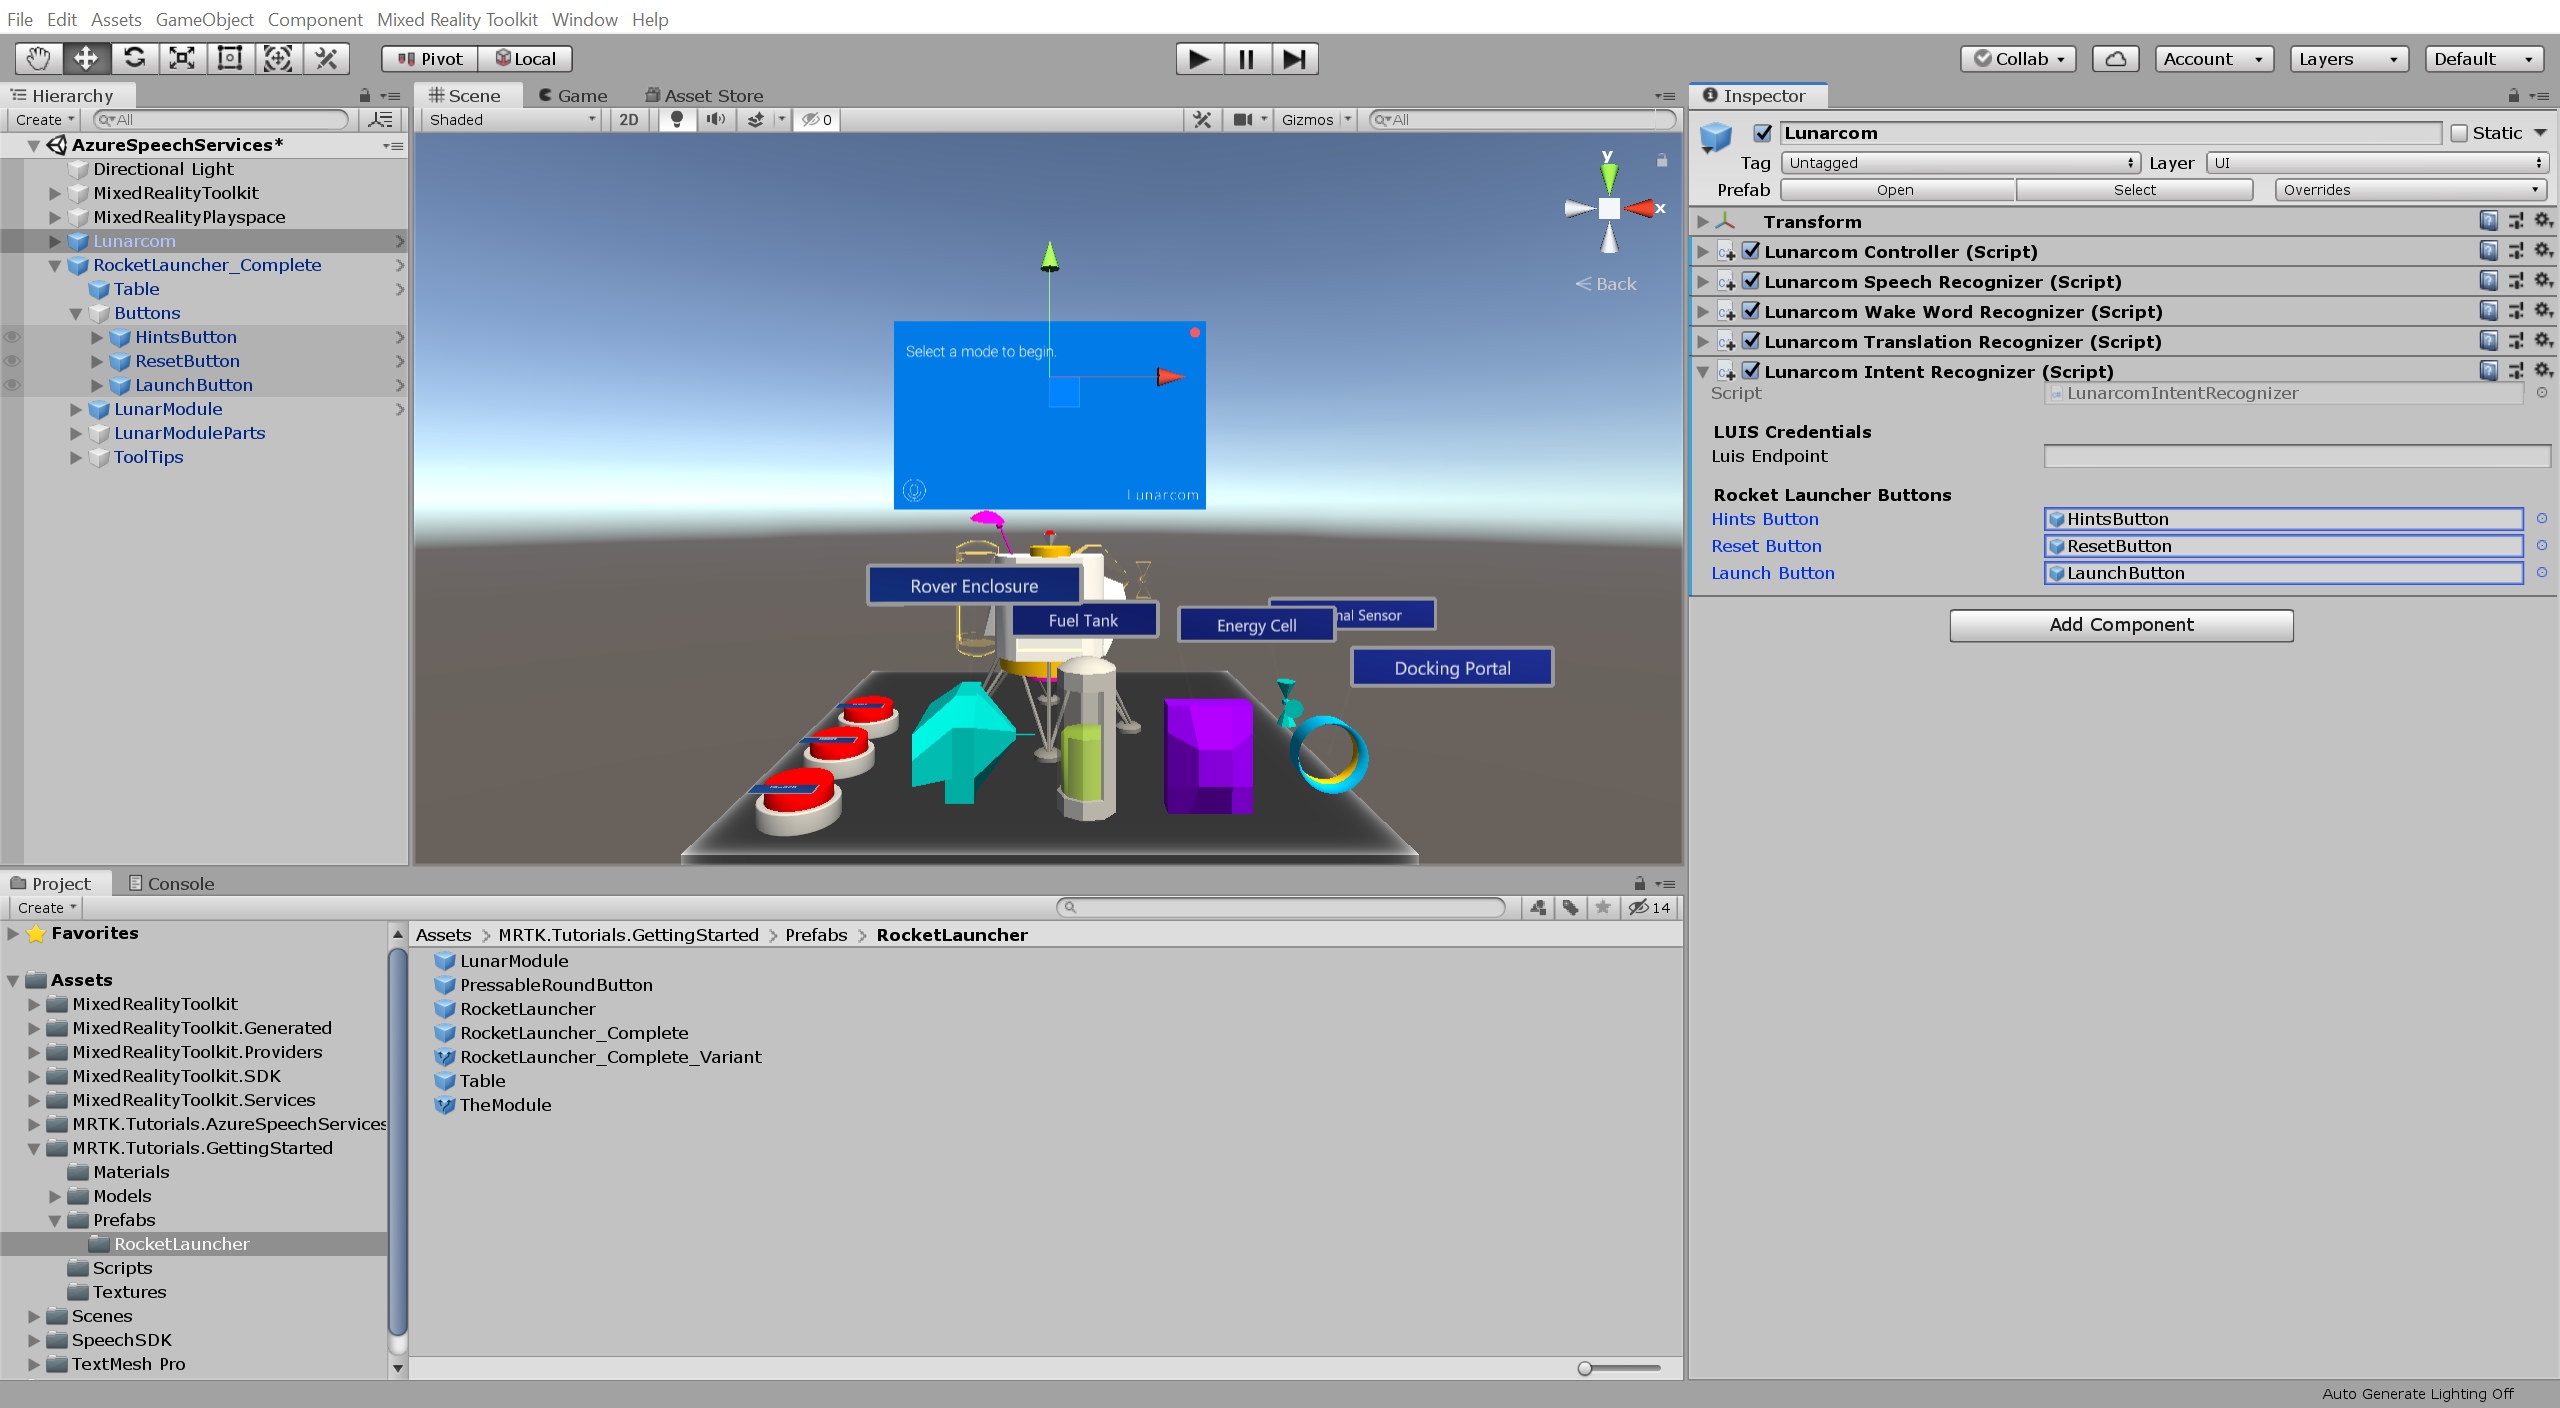 File Edit Assets GameObject Component Mixed Reality Toolkit Window Help
Pivot Local Collab Account Layers Default
Hierarchy
Create All
AzureSpeechServices*
Directional Light
MixedRealityToolkit
MixedRealityPlayspace
Lunarcom
RocketLauncher_Complete
Table
Buttons
HintsButton
ResetButton
LaunchButton
LunarModule
LunarModuleParts
ToolTips
Scene Game Asset Store
Shaded 2D 0 Gizmos All
y
x
Back
Select a mode to begin.
Lunarcom
Rover Enclosure
Fuel Tank
Energy Cell
nal Sensor
Docking Portal
Inspector
Lunarcom Static
Tag Untagged Layer UI
Prefab Open Select Overrides
Transform
Lunarcom Controller (Script)
Lunarcom Speech Recognizer (Script)
Lunarcom Wake Word Recognizer (Script)
Lunarcom Translation Recognizer (Script)
Lunarcom Intent Recognizer (Script)
Script LunarcomIntentRecognizer
LUIS Credentials
Luis Endpoint
Rocket Launcher Buttons
Hints Button HintsButton
Reset Button ResetButton
Launch Button LaunchButton
Add Component
Project Console
Create 14
Favorites
Assets
MixedRealityToolkit
MixedRealityToolkit.Generated
MixedRealityToolkit.Providers
MixedRealityToolkit.SDK
MixedRealityToolkit.Services
MRTK.Tutorials.AzureSpeechServices
MRTK.Tutorials.GettingStarted
Materials
Models
Prefabs
RocketLauncher
Scripts
Textures
Scenes
SpeechSDK
TextMesh Pro
Assets > MRTK.Tutorials.GettingStarted > Prefabs > RocketLauncher
LunarModule
PressableRoundButton
RocketLauncher
RocketLauncher_Complete
RocketLauncher_Complete_Variant
Table
TheModule
Auto Generate Lighting Off